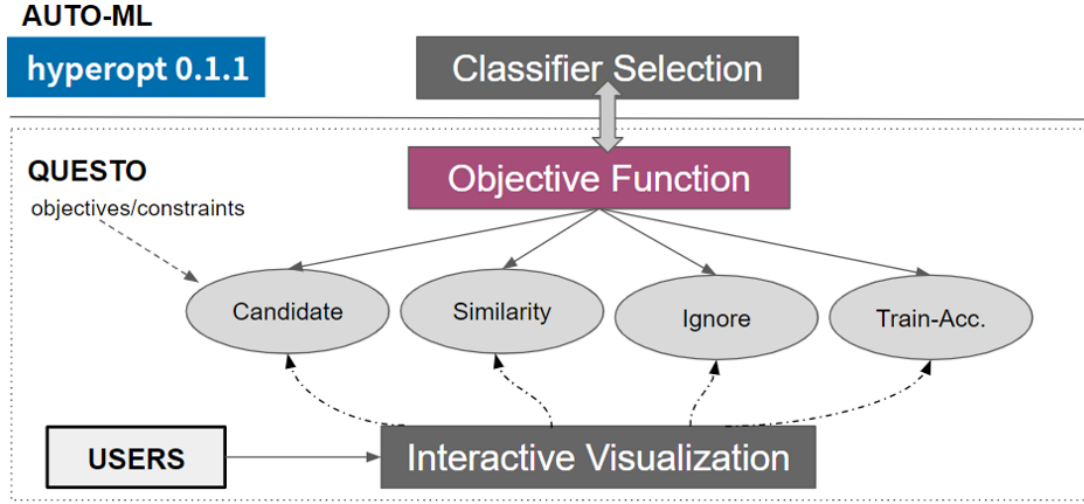 AUTO-ML
hyperopt 0.1.1
Classifier Selection
QUESTO
objectives/constraints
Objective Function
Candidate
Similarity
Ignore
Train-Acc.
USERS
Interactive Visualization